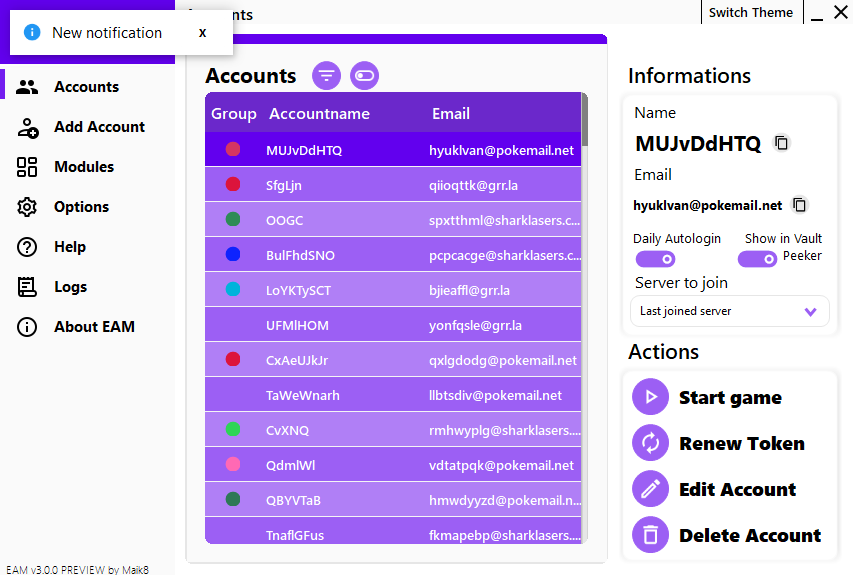 New notification
x
nts
Switch Theme
Accounts
Add Account
Modules
Options
Help
Logs
About EAM
EAM v3.0.0 PREVIEW by Maik8
Accounts
Group Accountname Email
MUJvDdHTQ hyuklvan@pokemail.net
SfgLjn qiioqttk@grr.la
OOGC spxtthml@sharklasers.c...
BulFhdSNO pcpcacge@sharklasers.c...
LoYKTySCT bjieaffl@grr.la
UFMlHOM yonfqsle@grr.la
CxAeUJkJr qxlgdodg@pokemail.net
TaWeWnarh llbtsdiv@pokemail.net
CvXNQ rmhwyplg@sharklasers....
QdmlWl vdtatpqk@pokemail.net
QBYVTaB hmwdyyzd@pokemail.n...
TnaflGFus fkmapebp@sharklasers....
Informations
Name
MUJvDdHTQ
Email
hyuklvan@pokemail.net
Daily Autologin
Show in Vault
Peeker
Server to join
Last joined server
Actions
Start game
Renew Token
Edit Account
Delete Account